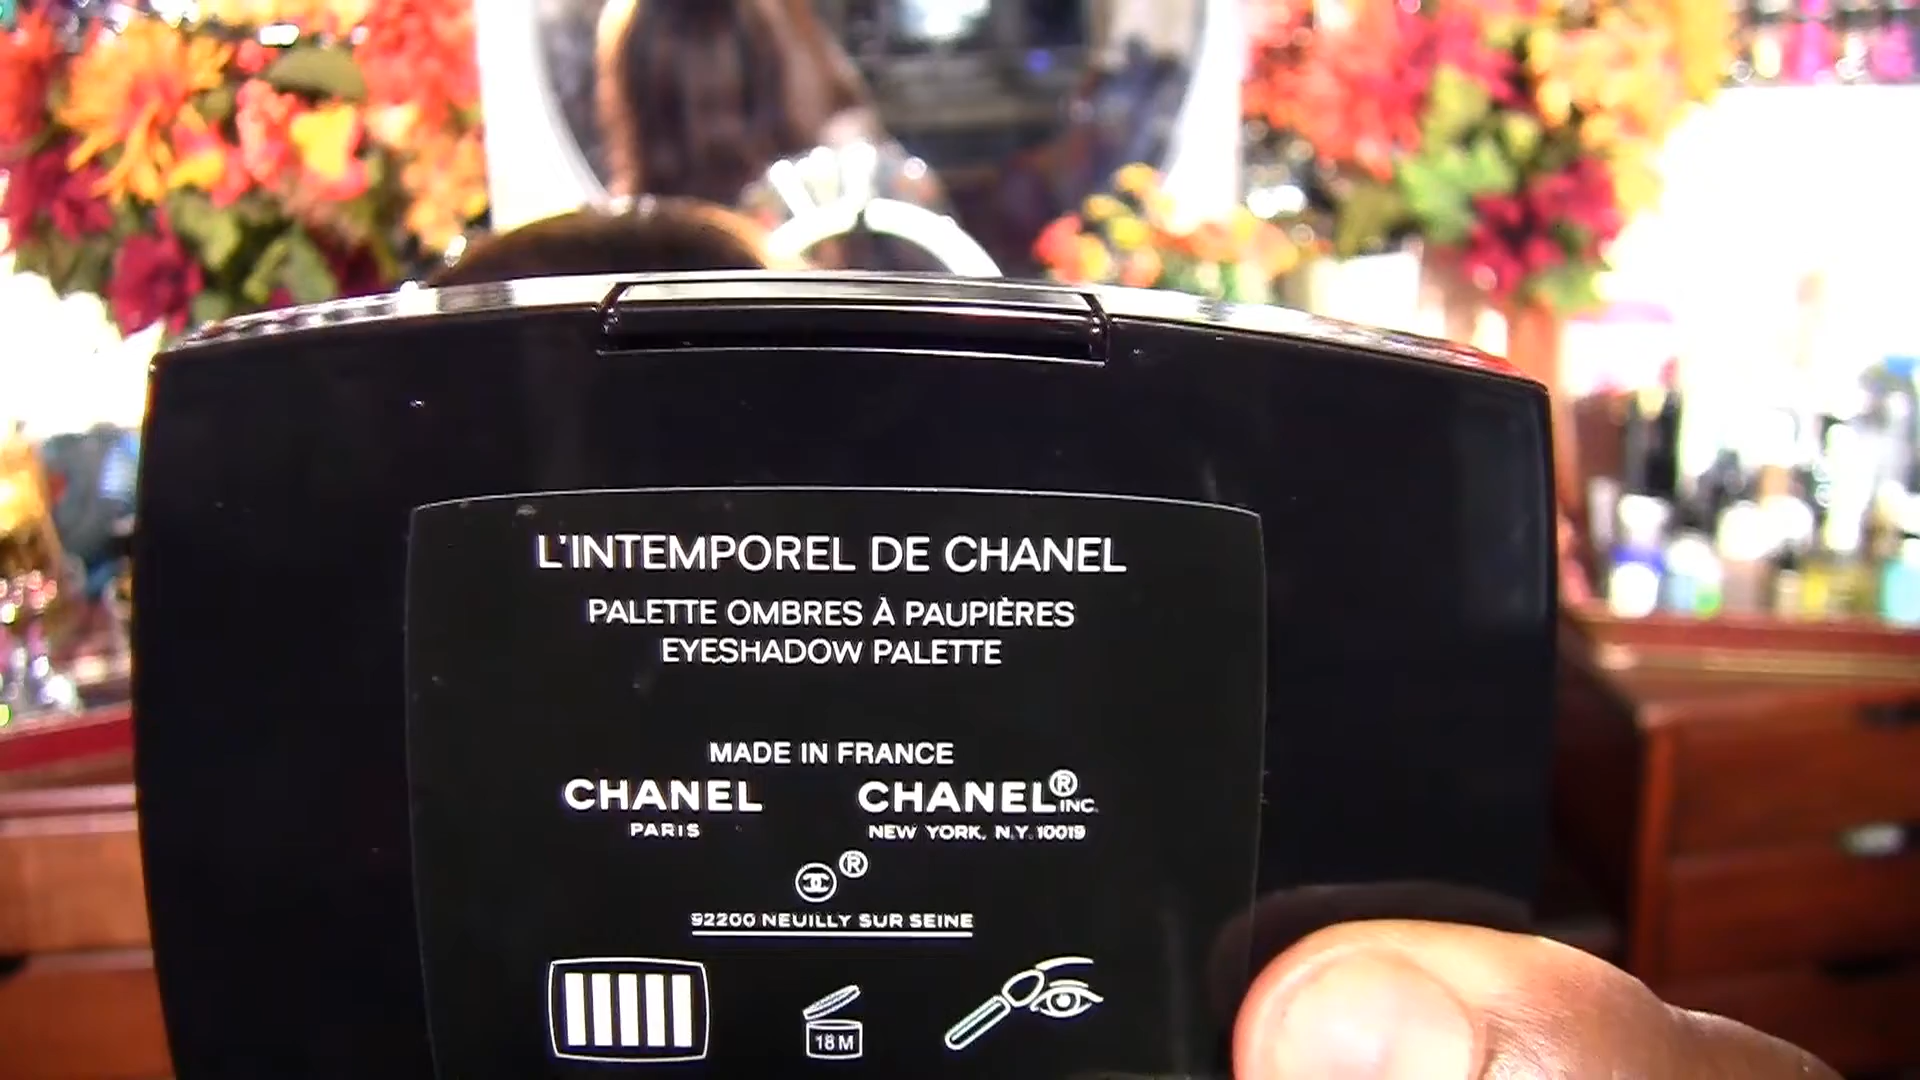 L'INTEMPOREL DE CHANEL
PALETTE OMBRES À PAUPIÈRES
EYESHADOW PALETTE
MADE IN FRANCE
CHANEL CHANEL® INC.
PARIS NEW YORK, N.Y. 10019
®
92200 NEUILLY SUR SEINE
18M